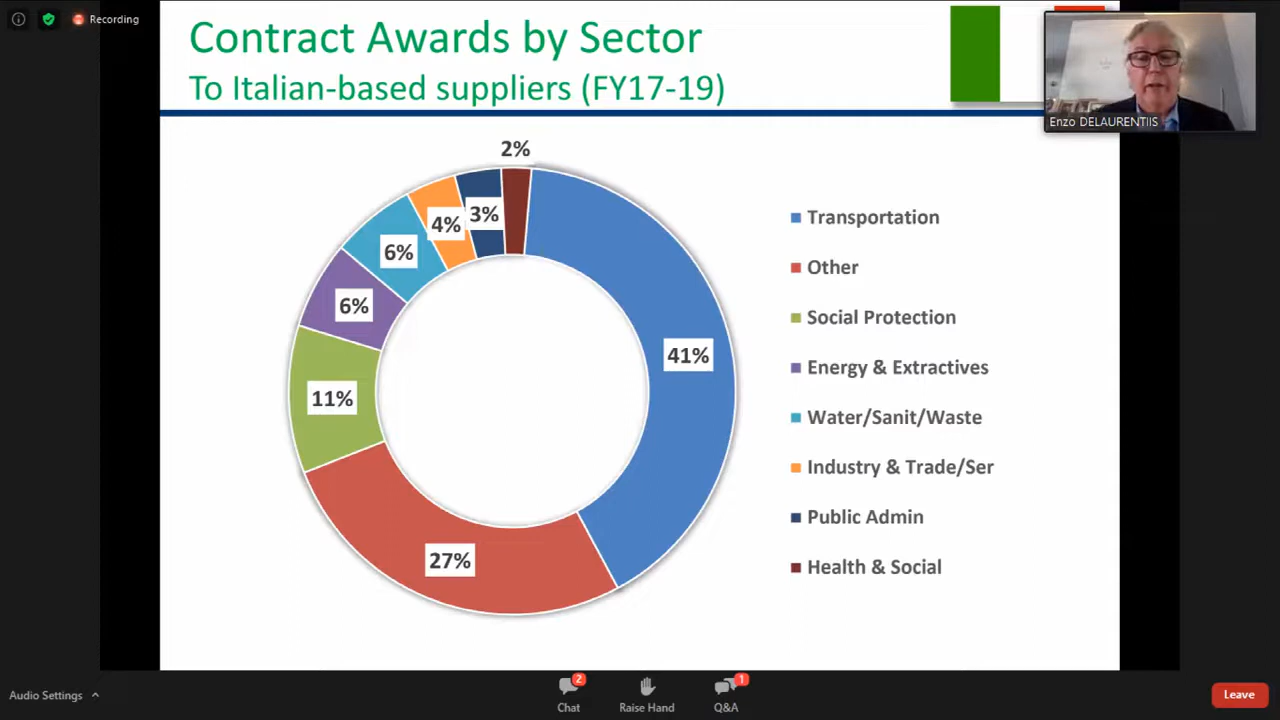 Recording
Contract Awards by Sector
To Italian-based suppliers (FY17-19)
Enzo DELAURENTIIS
2%
3%
4%
6%
6%
11%
27%
41%
Transportation
Other
Social Protection
Energy & Extractives
Water/Sanit/Waste
Industry & Trade/Ser
Public Admin
Health & Social
Audio Settings
2
Chat
Raise Hand
1
Q&A
Leave